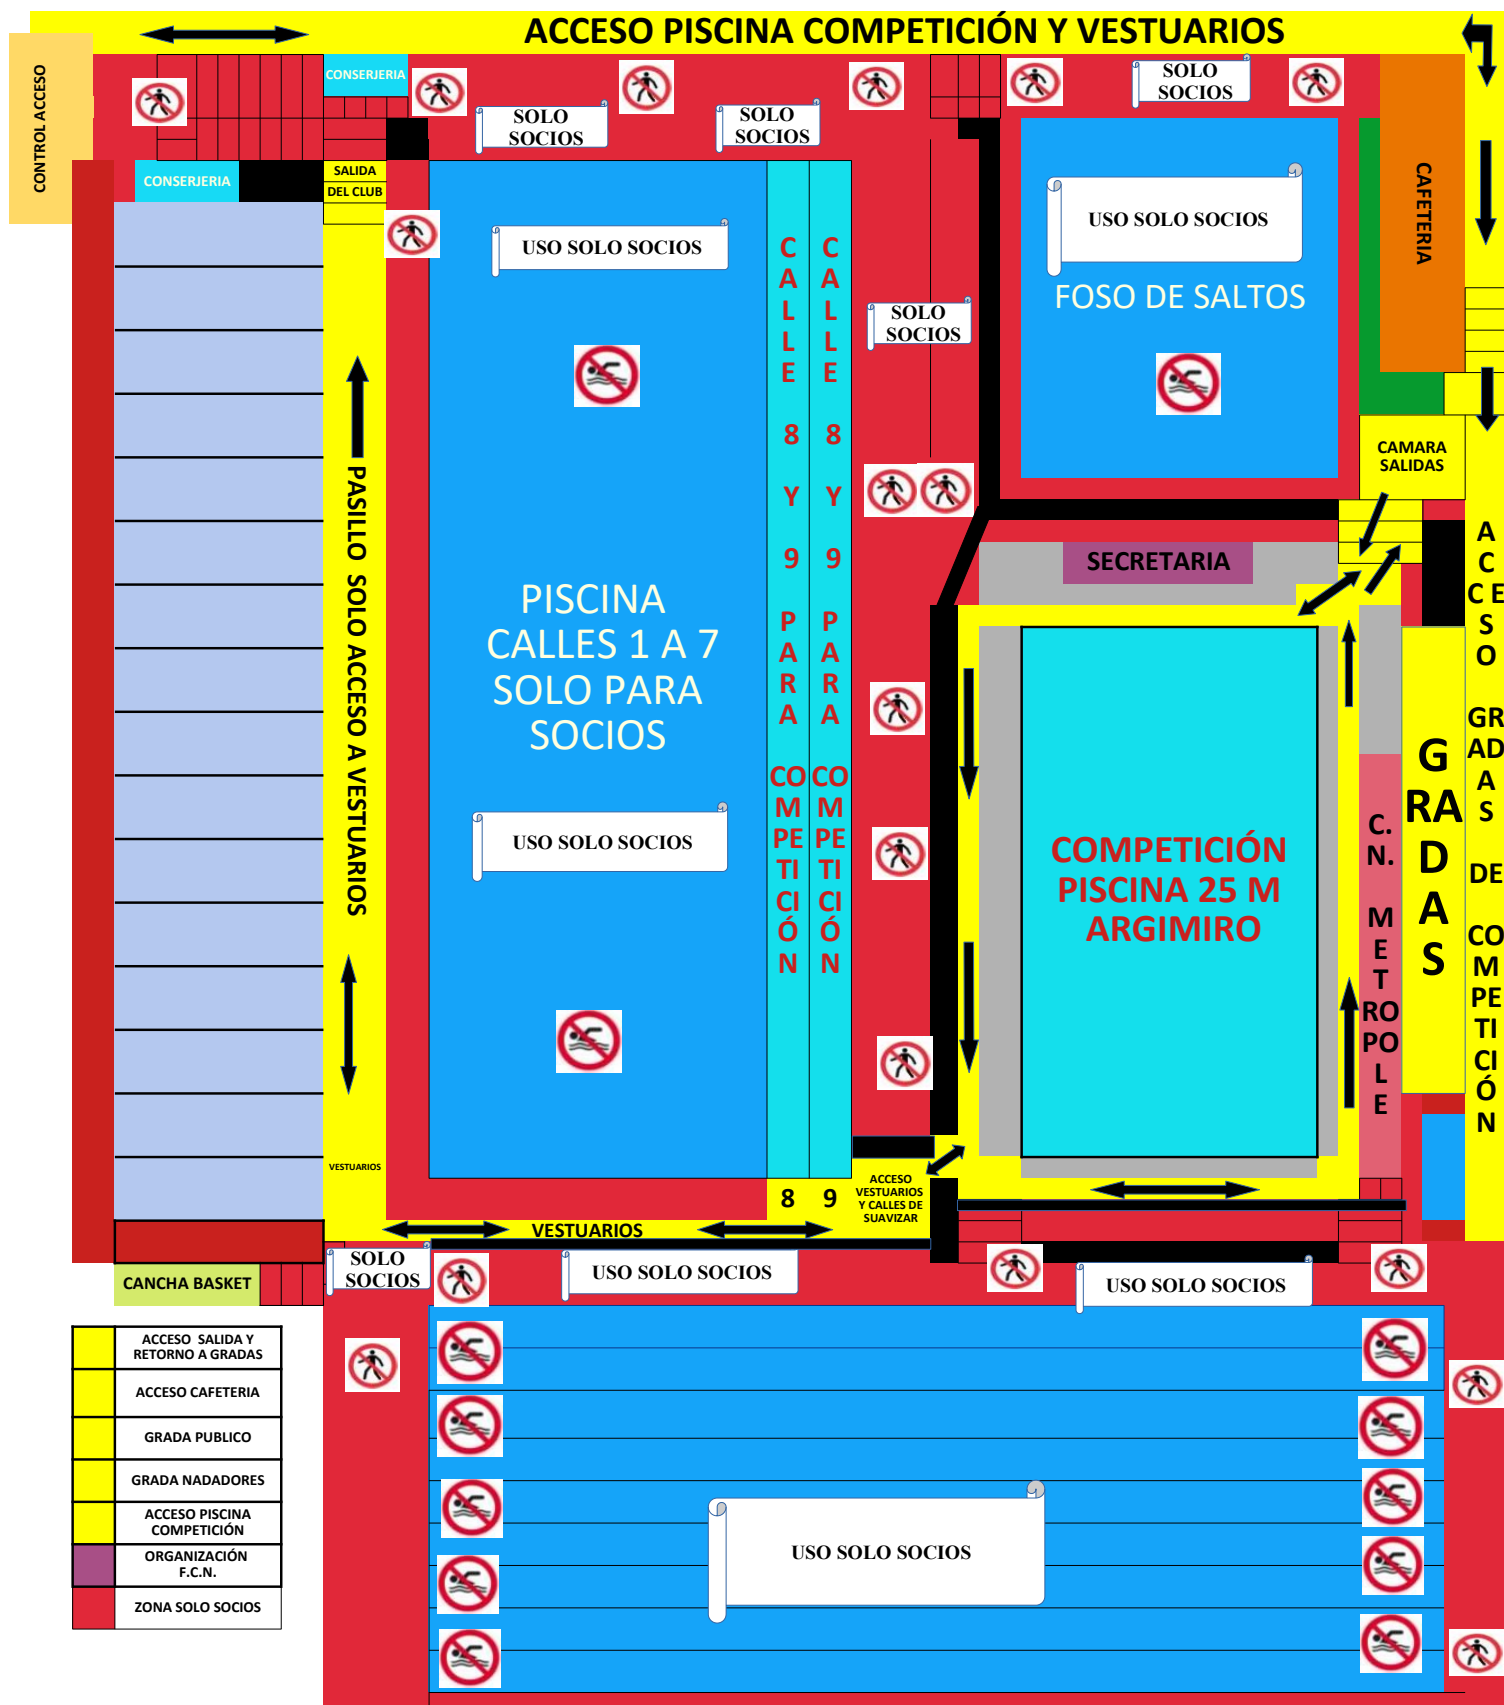 ACCESO PISCINA COMPETICIÓN Y VESTUARIOS
CONTROL ACCESO
CONSERJERIA
SOLO
SOCIOS
SOLO
SOCIOS
SOLO
SOCIOS
CONSERJERIA
SALIDA
DEL CLUB
USO SOLO SOCIOS
USO SOLO SOCIOS
FOSO DE SALTOS
CAFETERIA
SOLO
SOCIOS
CALLE 8 Y 9 PARA COMPETICIÓN
CALLE 8 Y 9 PARA COMPETICIÓN
CAMARA
SALIDAS
PASILLO SOLO ACCESO A VESTUARIOS
SECRETARIA
ACCESO GRADAS DE COMPETICIÓN
PISCINA
CALLES 1 A 7
SOLO PARA
SOCIOS
GRADAS
USO SOLO SOCIOS
COMPETICIÓN
PISCINA 25 M
ARGIMIRO
C.N. METROPOLE
VESTUARIOS
8 9
ACCESO
VESTUARIOS
Y CALLES DE
SUAVIZAR
VESTUARIOS
SOLO
SOCIOS
USO SOLO SOCIOS
USO SOLO SOCIOS
CANCHA BASKET
ACCESO SALIDA Y
RETORNO A GRADAS
ACCESO CAFETERIA
GRADA PUBLICO
GRADA NADADORES
ACCESO PISCINA
COMPETICIÓN
ORGANIZACIÓN
F.C.N.
ZONA SOLO SOCIOS
USO SOLO SOCIOS